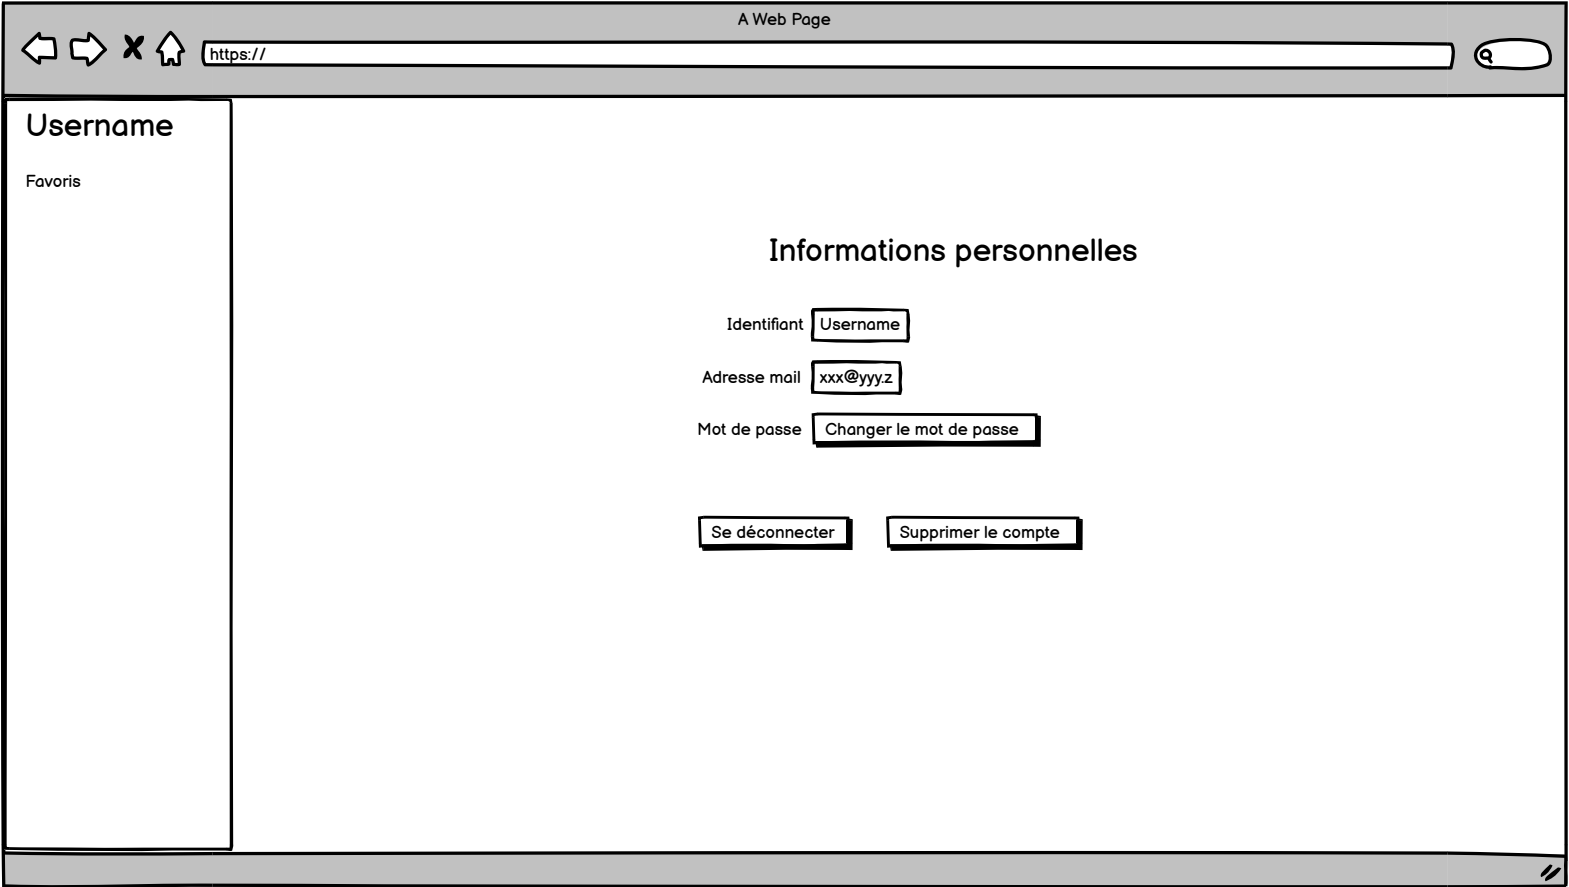 A Web Page
https://
Username
Favoris
Informations personnelles
Identifiant Username
Adresse mail xxx@yyy.z
Mot de passe Changer le mot de passe
Se déconnecter Supprimer le compte